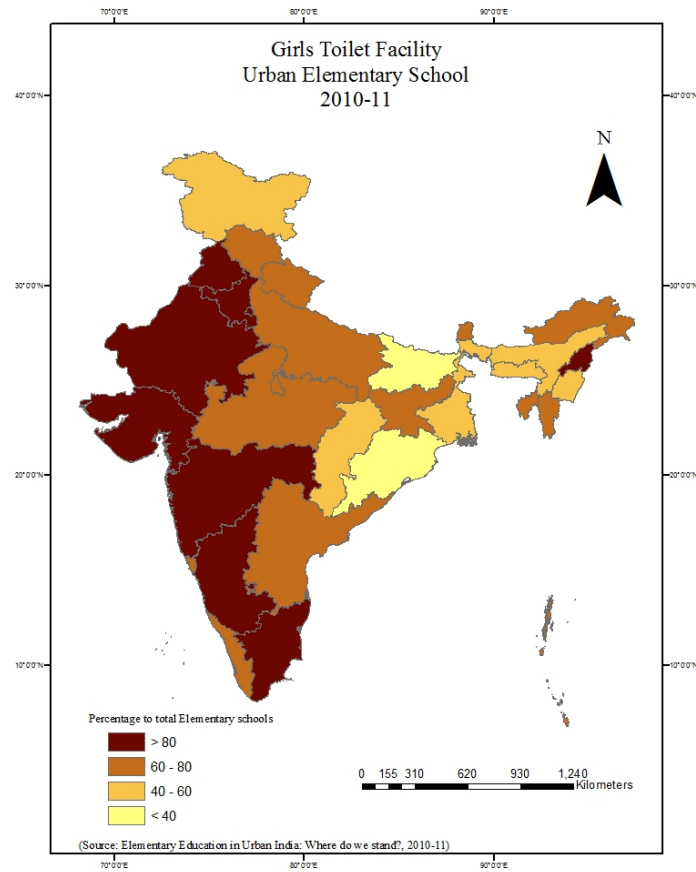 70°0'0"E 80°0'0"E 90°0'0"E
Girls Toilet Facility
Urban Elementary School
2010-11
40°0'0"N 40°0'0"N
N
30°0'0"N 30°0'0"N
20°0'0"N 20°0'0"N
10°0'0"N 10°0'0"N
Percentage to total Elementary schools
> 80
60 - 80
40 - 60
< 40
0 155 310 620 930 1,240
Kilometers
(Source: Elementary Education in Urban India: Where do we stand?, 2010-11)
70°0'0"E 80°0'0"E 90°0'0"E